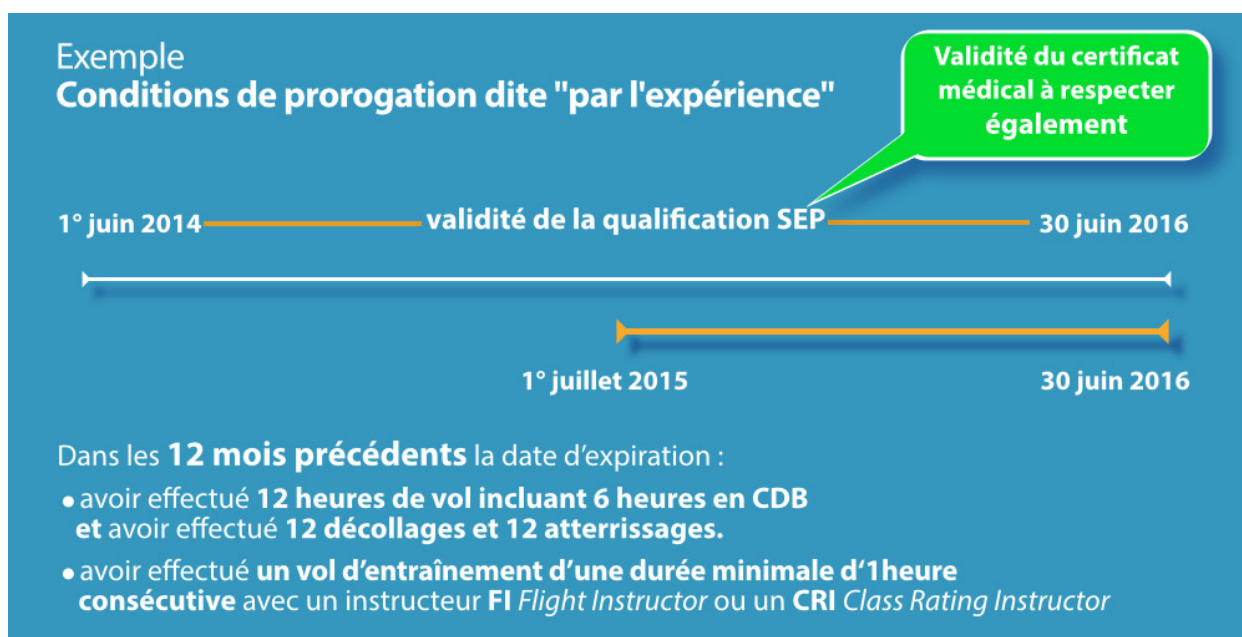 Exemple
Conditions de prorogation dite "par l'expérience"
Validité du certificat
médical à respecter
également
1° juin 2014 validité de la qualification SEP 30 juin 2016
1° juillet 2015 30 juin 2016
Dans les 12 mois précédents la date d'expiration :
• avoir effectué 12 heures de vol incluant 6 heures en CDB
et avoir effectué 12 décollages et 12 atterrissages.
• avoir effectué un vol d'entraînement d'une durée minimale d'1heure
consécutive avec un instructeur FI Flight Instructor ou un CRI Class Rating Instructor